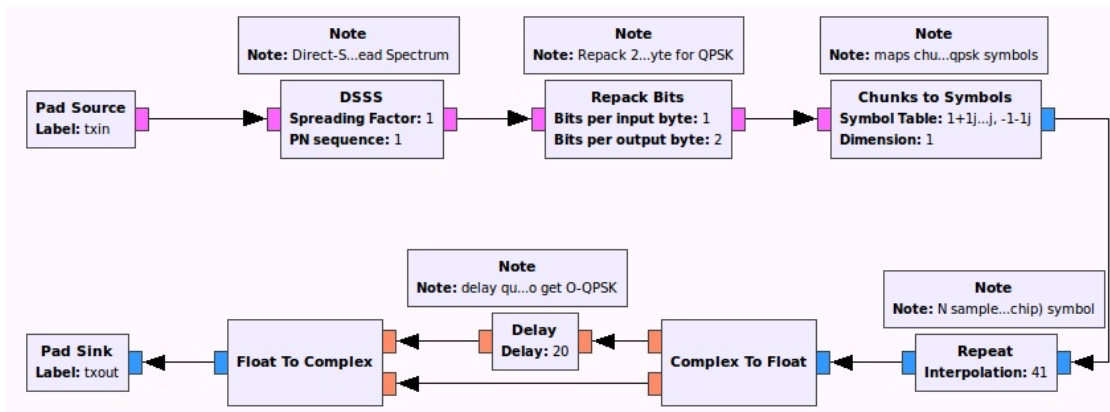 Note
Note: Direct-S...ead Spectrum
Note
Note: Repack 2...yte for QPSK
Note
Note: maps chu...qpsk symbols
Pad Source
Label: txin
DSSS
Spreading Factor: 1
PN sequence: 1
Repack Bits
Bits per input byte: 1
Bits per output byte: 2
Chunks to Symbols
Symbol Table: 1+1j...j, -1-1j
Dimension: 1
Note
Note: delay qu...o get O-QPSK
Note
Note: N sample...chip) symbol
Pad Sink
Label: txout
Float To Complex
Delay
Delay: 20
Complex To Float
Repeat
Interpolation: 41